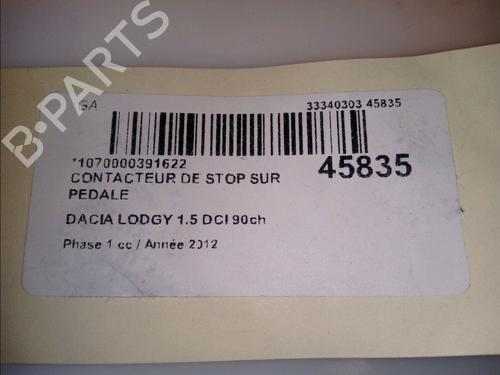 GA
33340303 45835
*1070000391622
45835
CONTACTEUR DE STOP SUR
PEDALE
DACIA LODGY 1.5 DCI 90ch
Phase 1 cc / Année 2012
B-PARTS